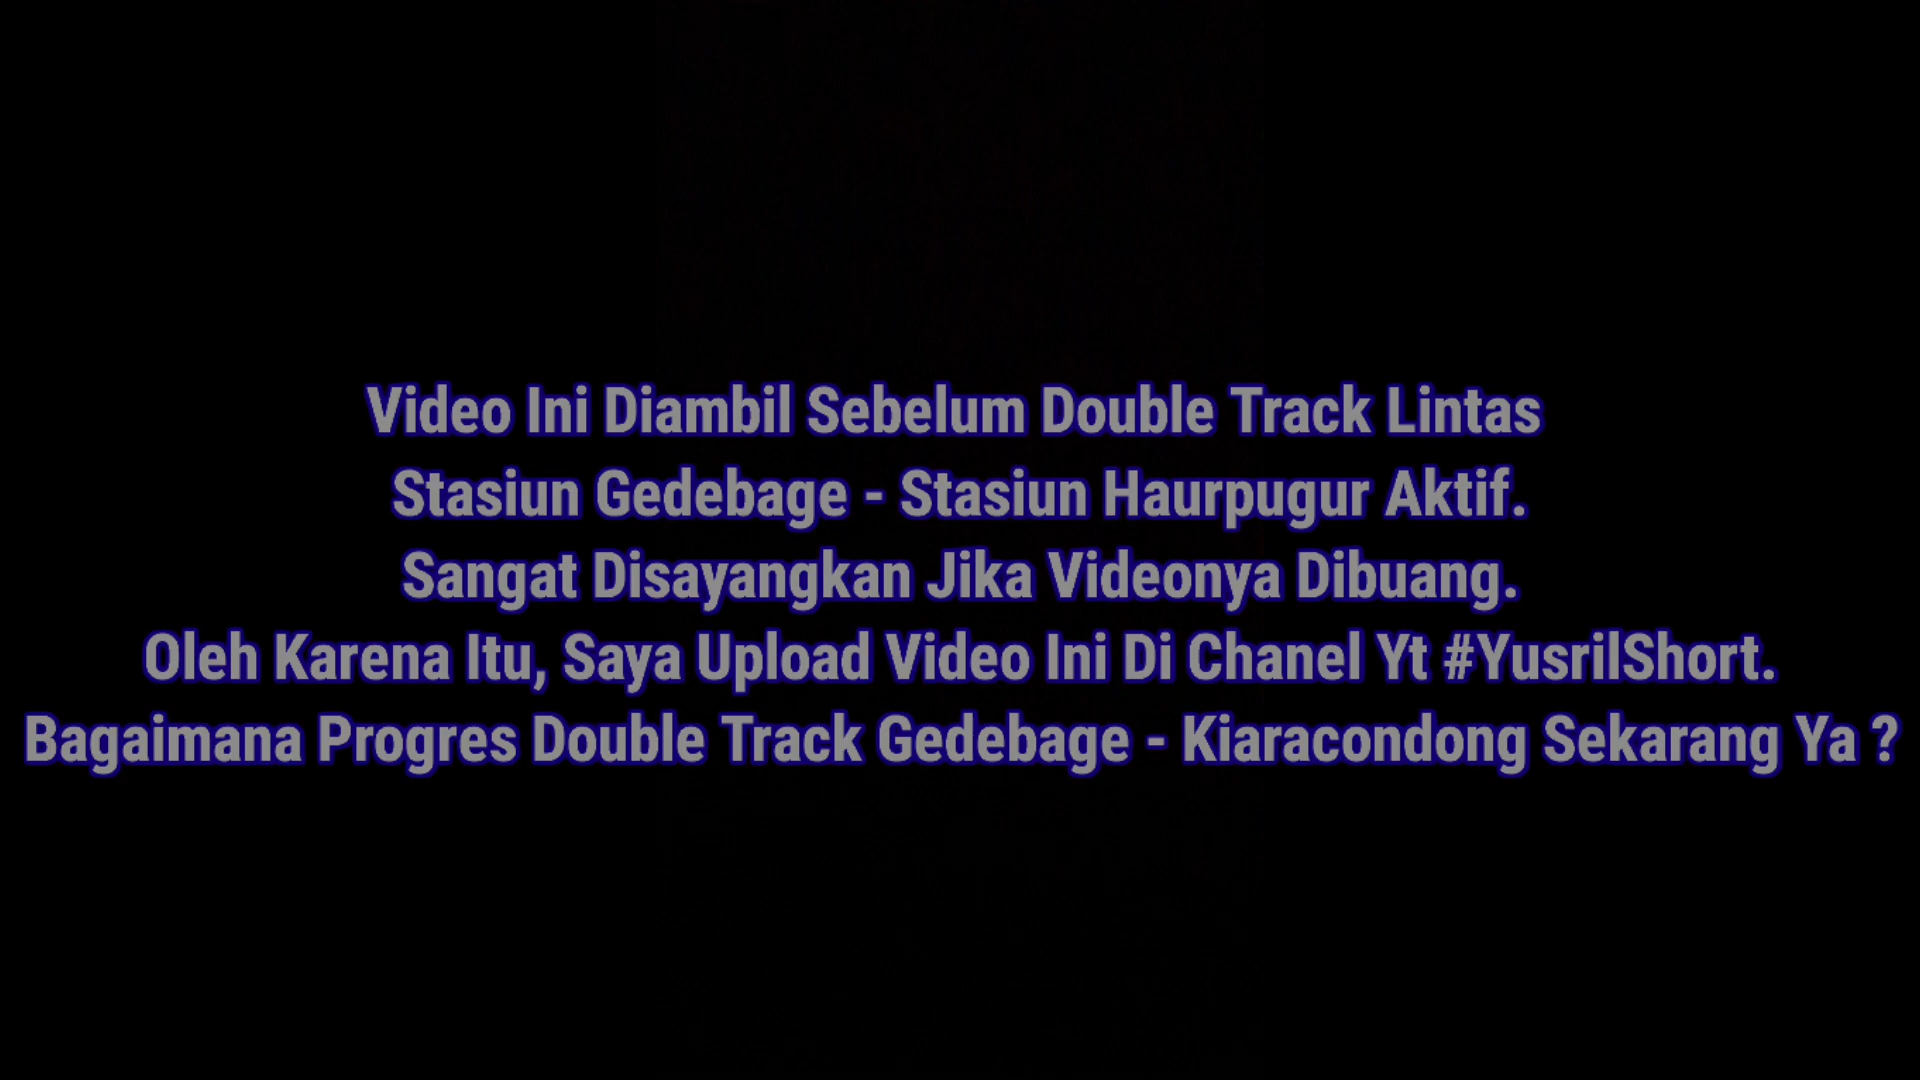 Video Ini Diambil Sebelum Double Track Lintas
Stasiun Gedebage - Stasiun Haurpugur Aktif.
Sangat Disayangkan Jika Videonya Dibuang.
Oleh Karena Itu, Saya Upload Video Ini Di Chanel Yt #YusrilShort.
Bagaimana Progres Double Track Gedebage - Kiaracondong Sekarang Ya ?